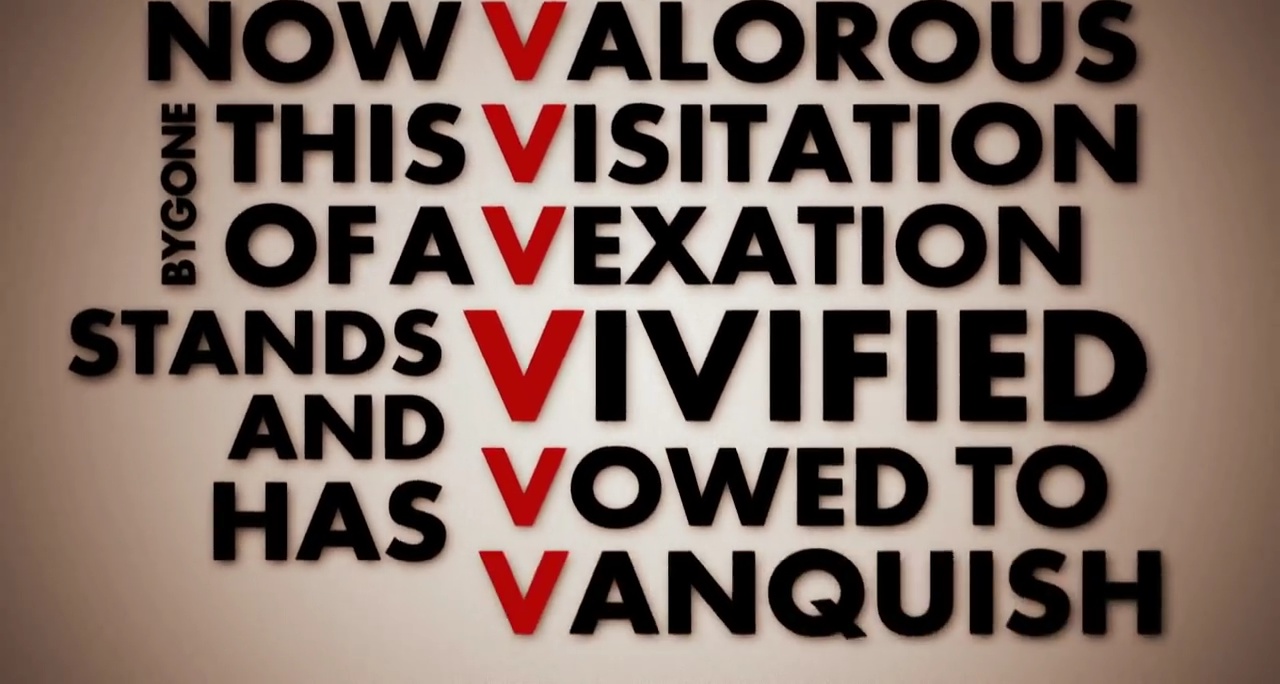 NOW VALOROUS
THIS VISITATION
BYGONE
OF A VEXATION
STANDS VIVIFIED
AND
HAS VOWED TO
VANQUISH